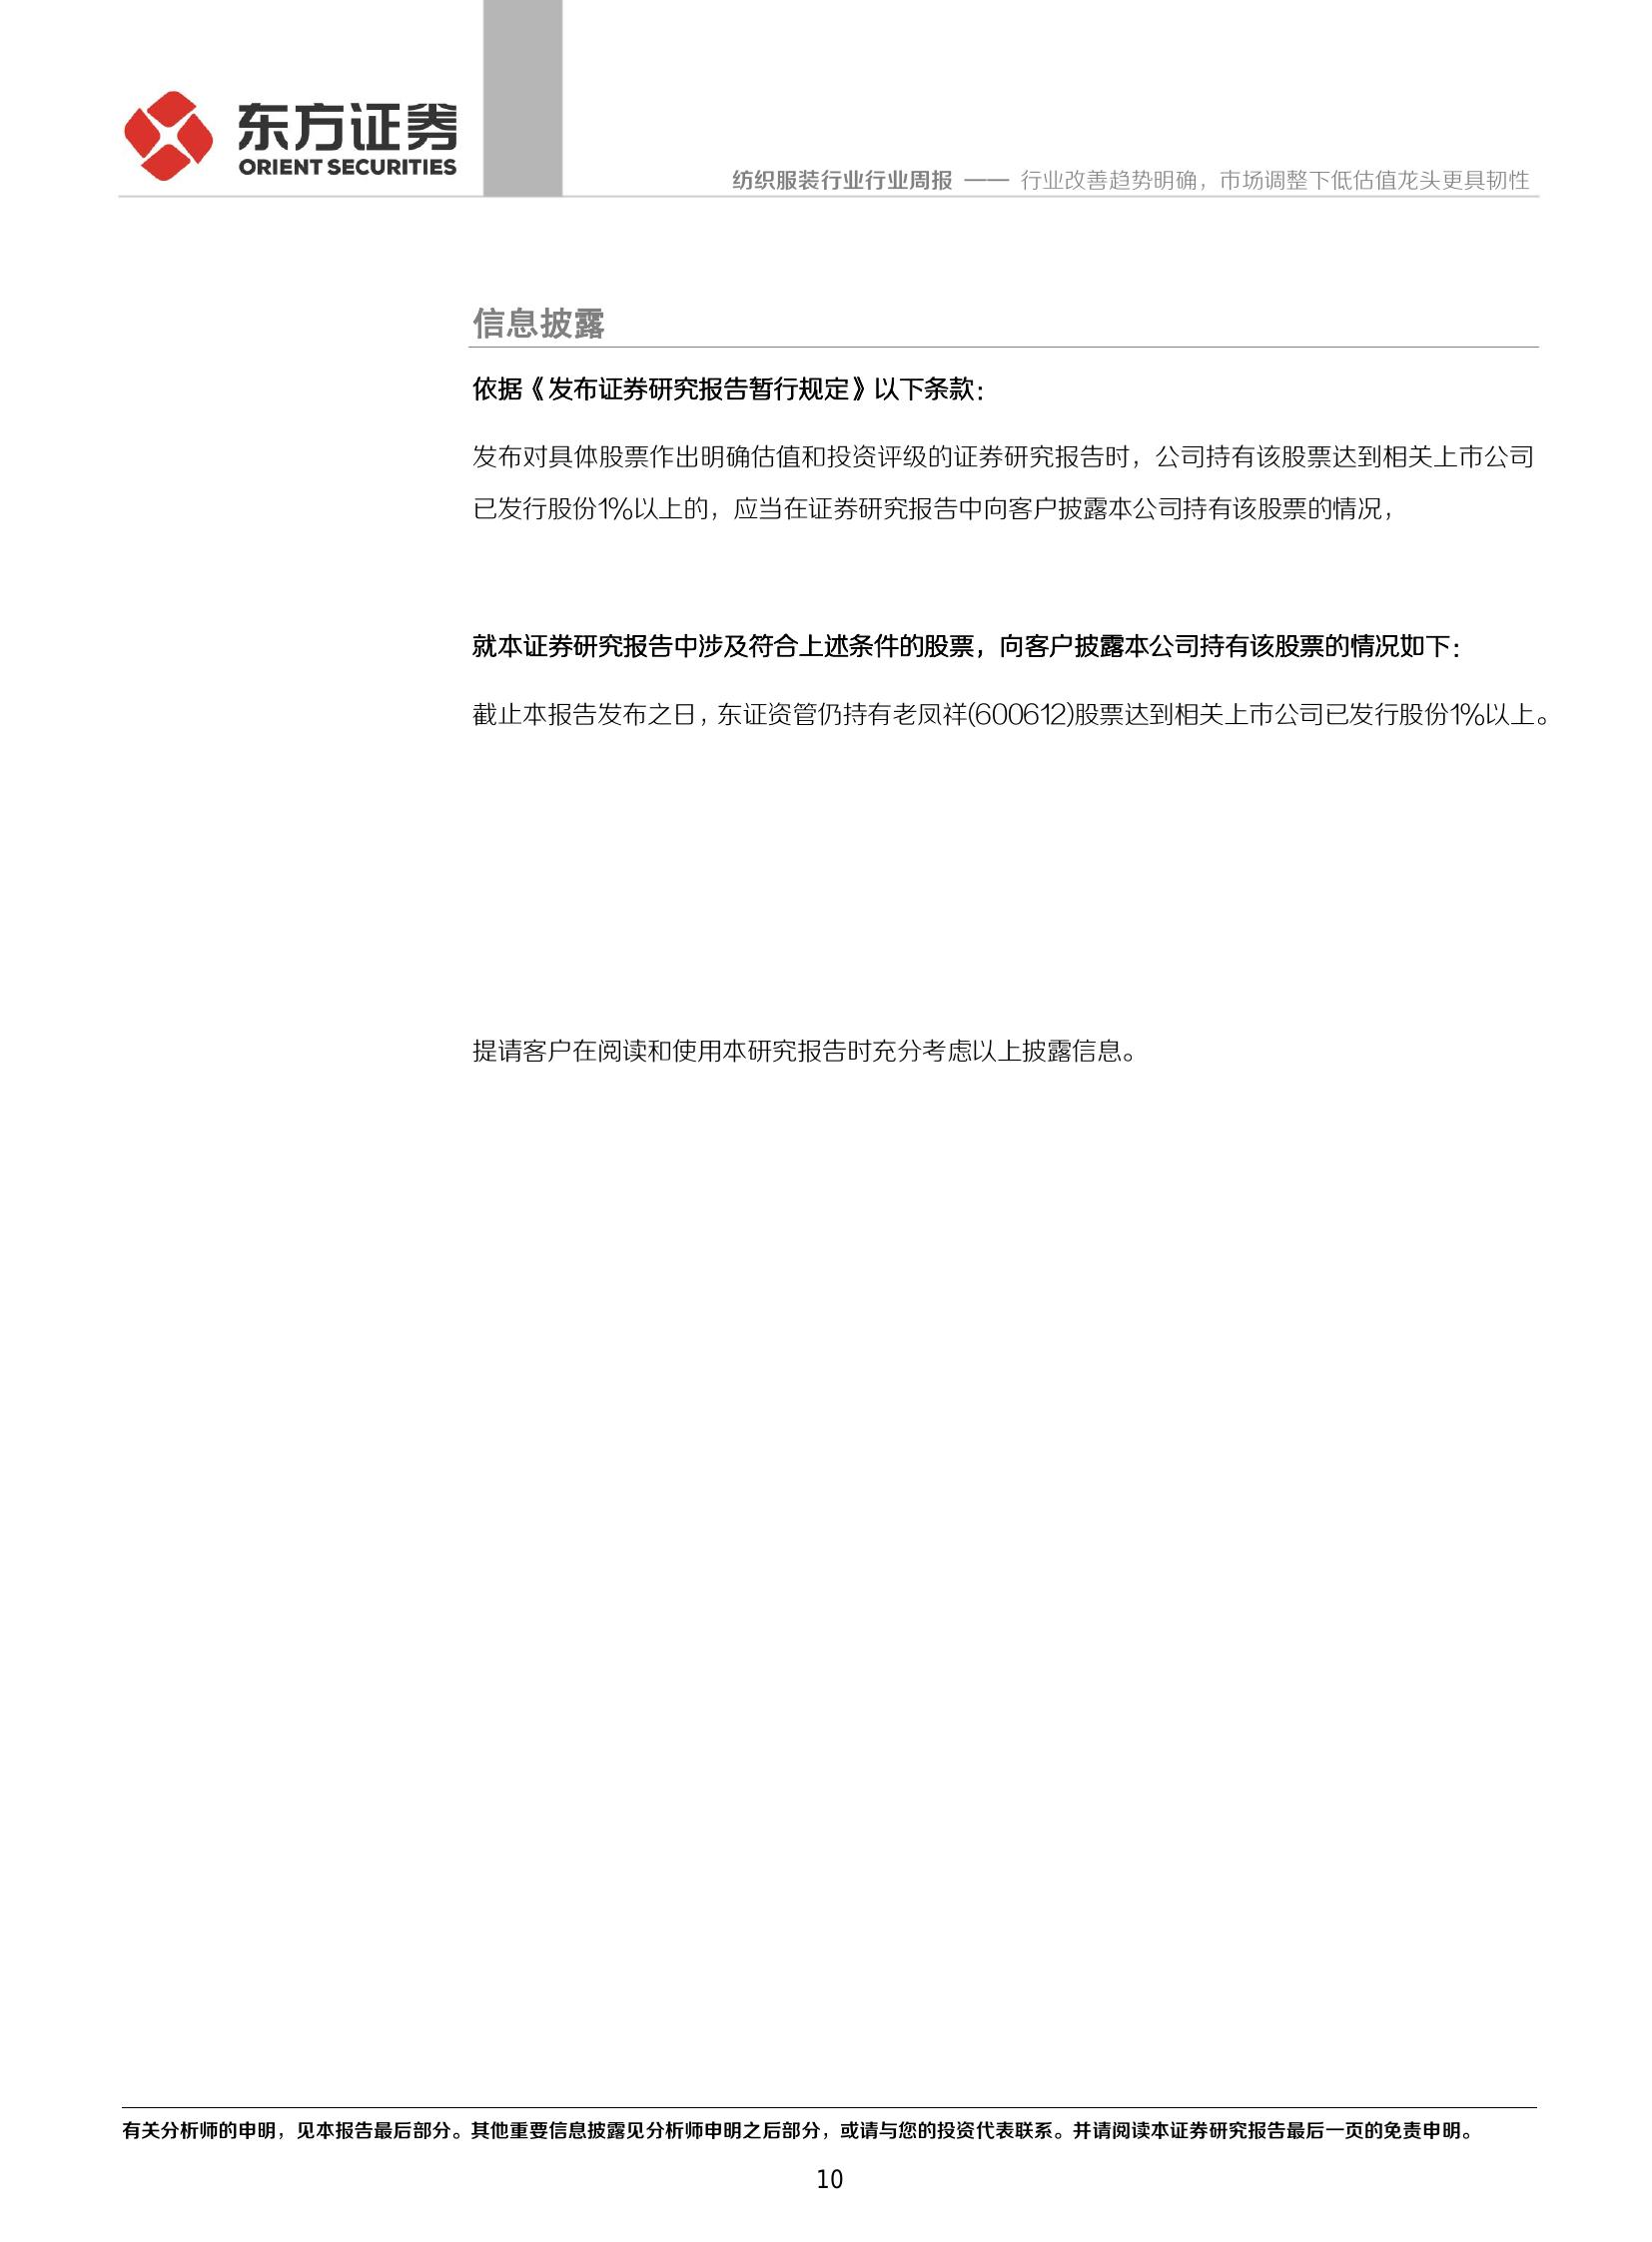 东方证券
ORIENT SECURITIES
纺织服装行业行业周报 —— 行业改善趋势明确，市场调整下低估值龙头更具韧性
信息披露
依据《发布证券研究报告暂行规定》以下条款：
发布对具体股票作出明确估值和投资评级的证券研究报告时，公司持有该股票达到相关上市公司
已发行股份1%以上的，应当在证券研究报告中向客户披露本公司持有该股票的情况，
就本证券研究报告中涉及符合上述条件的股票，向客户披露本公司持有该股票的情况如下：
截止本报告发布之日，东证资管仍持有老凤祥(600612)股票达到相关上市公司已发行股份1%以上。
提请客户在阅读和使用本研究报告时充分考虑以上披露信息。
有关分析师的申明，见本报告最后部分。其他重要信息披露见分析师申明之后部分，或请与您的投资代表联系。并请阅读本证券研究报告最后一页的免责申明。
10